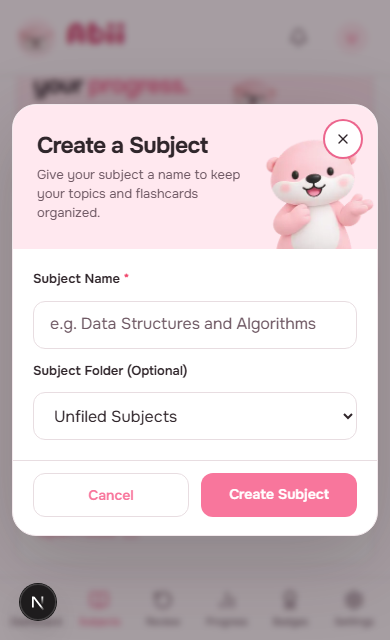 Abii
your progress.
Create a Subject
Give your subject a name to keep
your topics and flashcards
organized.
Subject Name *
e.g. Data Structures and Algorithms
Subject Folder (Optional)
Unfiled Subjects
Cancel
Create Subject
N
Subjects
Review
Progress
Badges
Settings